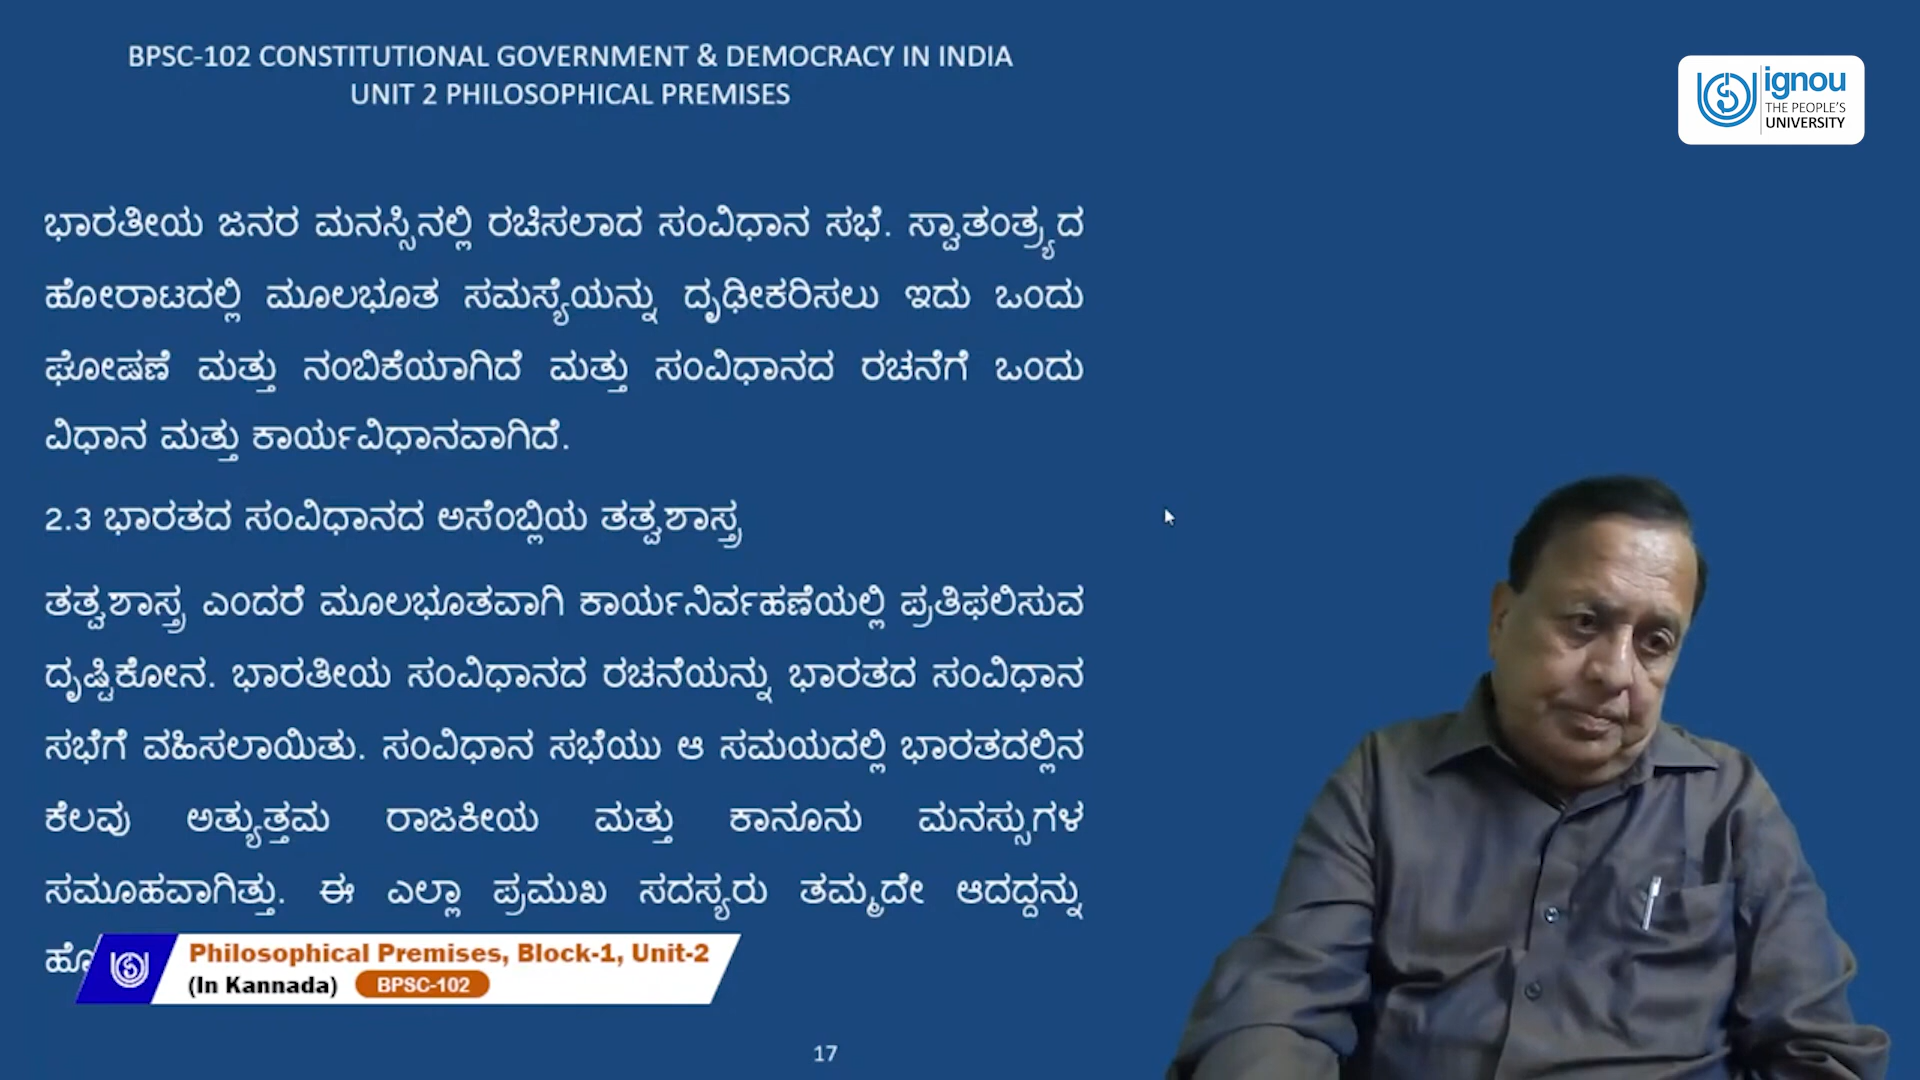 BPSC-102 CONSTITUTIONAL GOVERNMENT & DEMOCRACY IN INDIA
UNIT 2 PHILOSOPHICAL PREMISES
ignou
THE PEOPLE'S
UNIVERSITY
ಭಾರತೀಯ ಜನರ ಮನಸ್ಸಿನಲ್ಲಿ ರಚಿಸಲಾದ ಸಂವಿಧಾನ ಸಭೆ. ಸ್ವಾತಂತ್ರ್ಯದ
ಹೋರಾಟದಲ್ಲಿ ಮೂಲಭೂತ ಸಮಸ್ಯೆಯನ್ನು ದೃಢೀಕರಿಸಲು ಇದು ಒಂದು
ಘೋಷಣೆ ಮತ್ತು ನಂಬಿಕೆಯಾಗಿದೆ ಮತ್ತು ಸಂವಿಧಾನದ ರಚನೆಗೆ ಒಂದು
ವಿಧಾನ ಮತ್ತು ಕಾರ್ಯವಿಧಾನವಾಗಿದೆ.
2.3 ಭಾರತದ ಸಂವಿಧಾನದ ಅಸೆಂಬ್ಲಿಯ ತತ್ವಶಾಸ್ತ್ರ
ತತ್ವಶಾಸ್ತ್ರ ಎಂದರೆ ಮೂಲಭೂತವಾಗಿ ಕಾರ್ಯನಿರ್ವಹಣೆಯಲ್ಲಿ ಪ್ರತಿಫಲಿಸುವ
ದೃಷ್ಟಿಕೋನ. ಭಾರತೀಯ ಸಂವಿಧಾನದ ರಚನೆಯನ್ನು ಭಾರತದ ಸಂವಿಧಾನ
ಸಭೆಗೆ ವಹಿಸಲಾಯಿತು. ಸಂವಿಧಾನ ಸಭೆಯು ಆ ಸಮಯದಲ್ಲಿ ಭಾರತದಲ್ಲಿನ
ಕೆಲವು ಅತ್ಯುತ್ತಮ ರಾಜಕೀಯ ಮತ್ತು ಕಾನೂನು ಮನಸ್ಸುಗಳ
ಸಮೂಹವಾಗಿತ್ತು. ಈ ಎಲ್ಲಾ ಪ್ರಮುಖ ಸದಸ್ಯರು ತಮ್ಮದೇ ಆದದ್ದನ್ನು
Philosophical Premises, Block-1, Unit-2
(In Kannada) BPSC-102
17